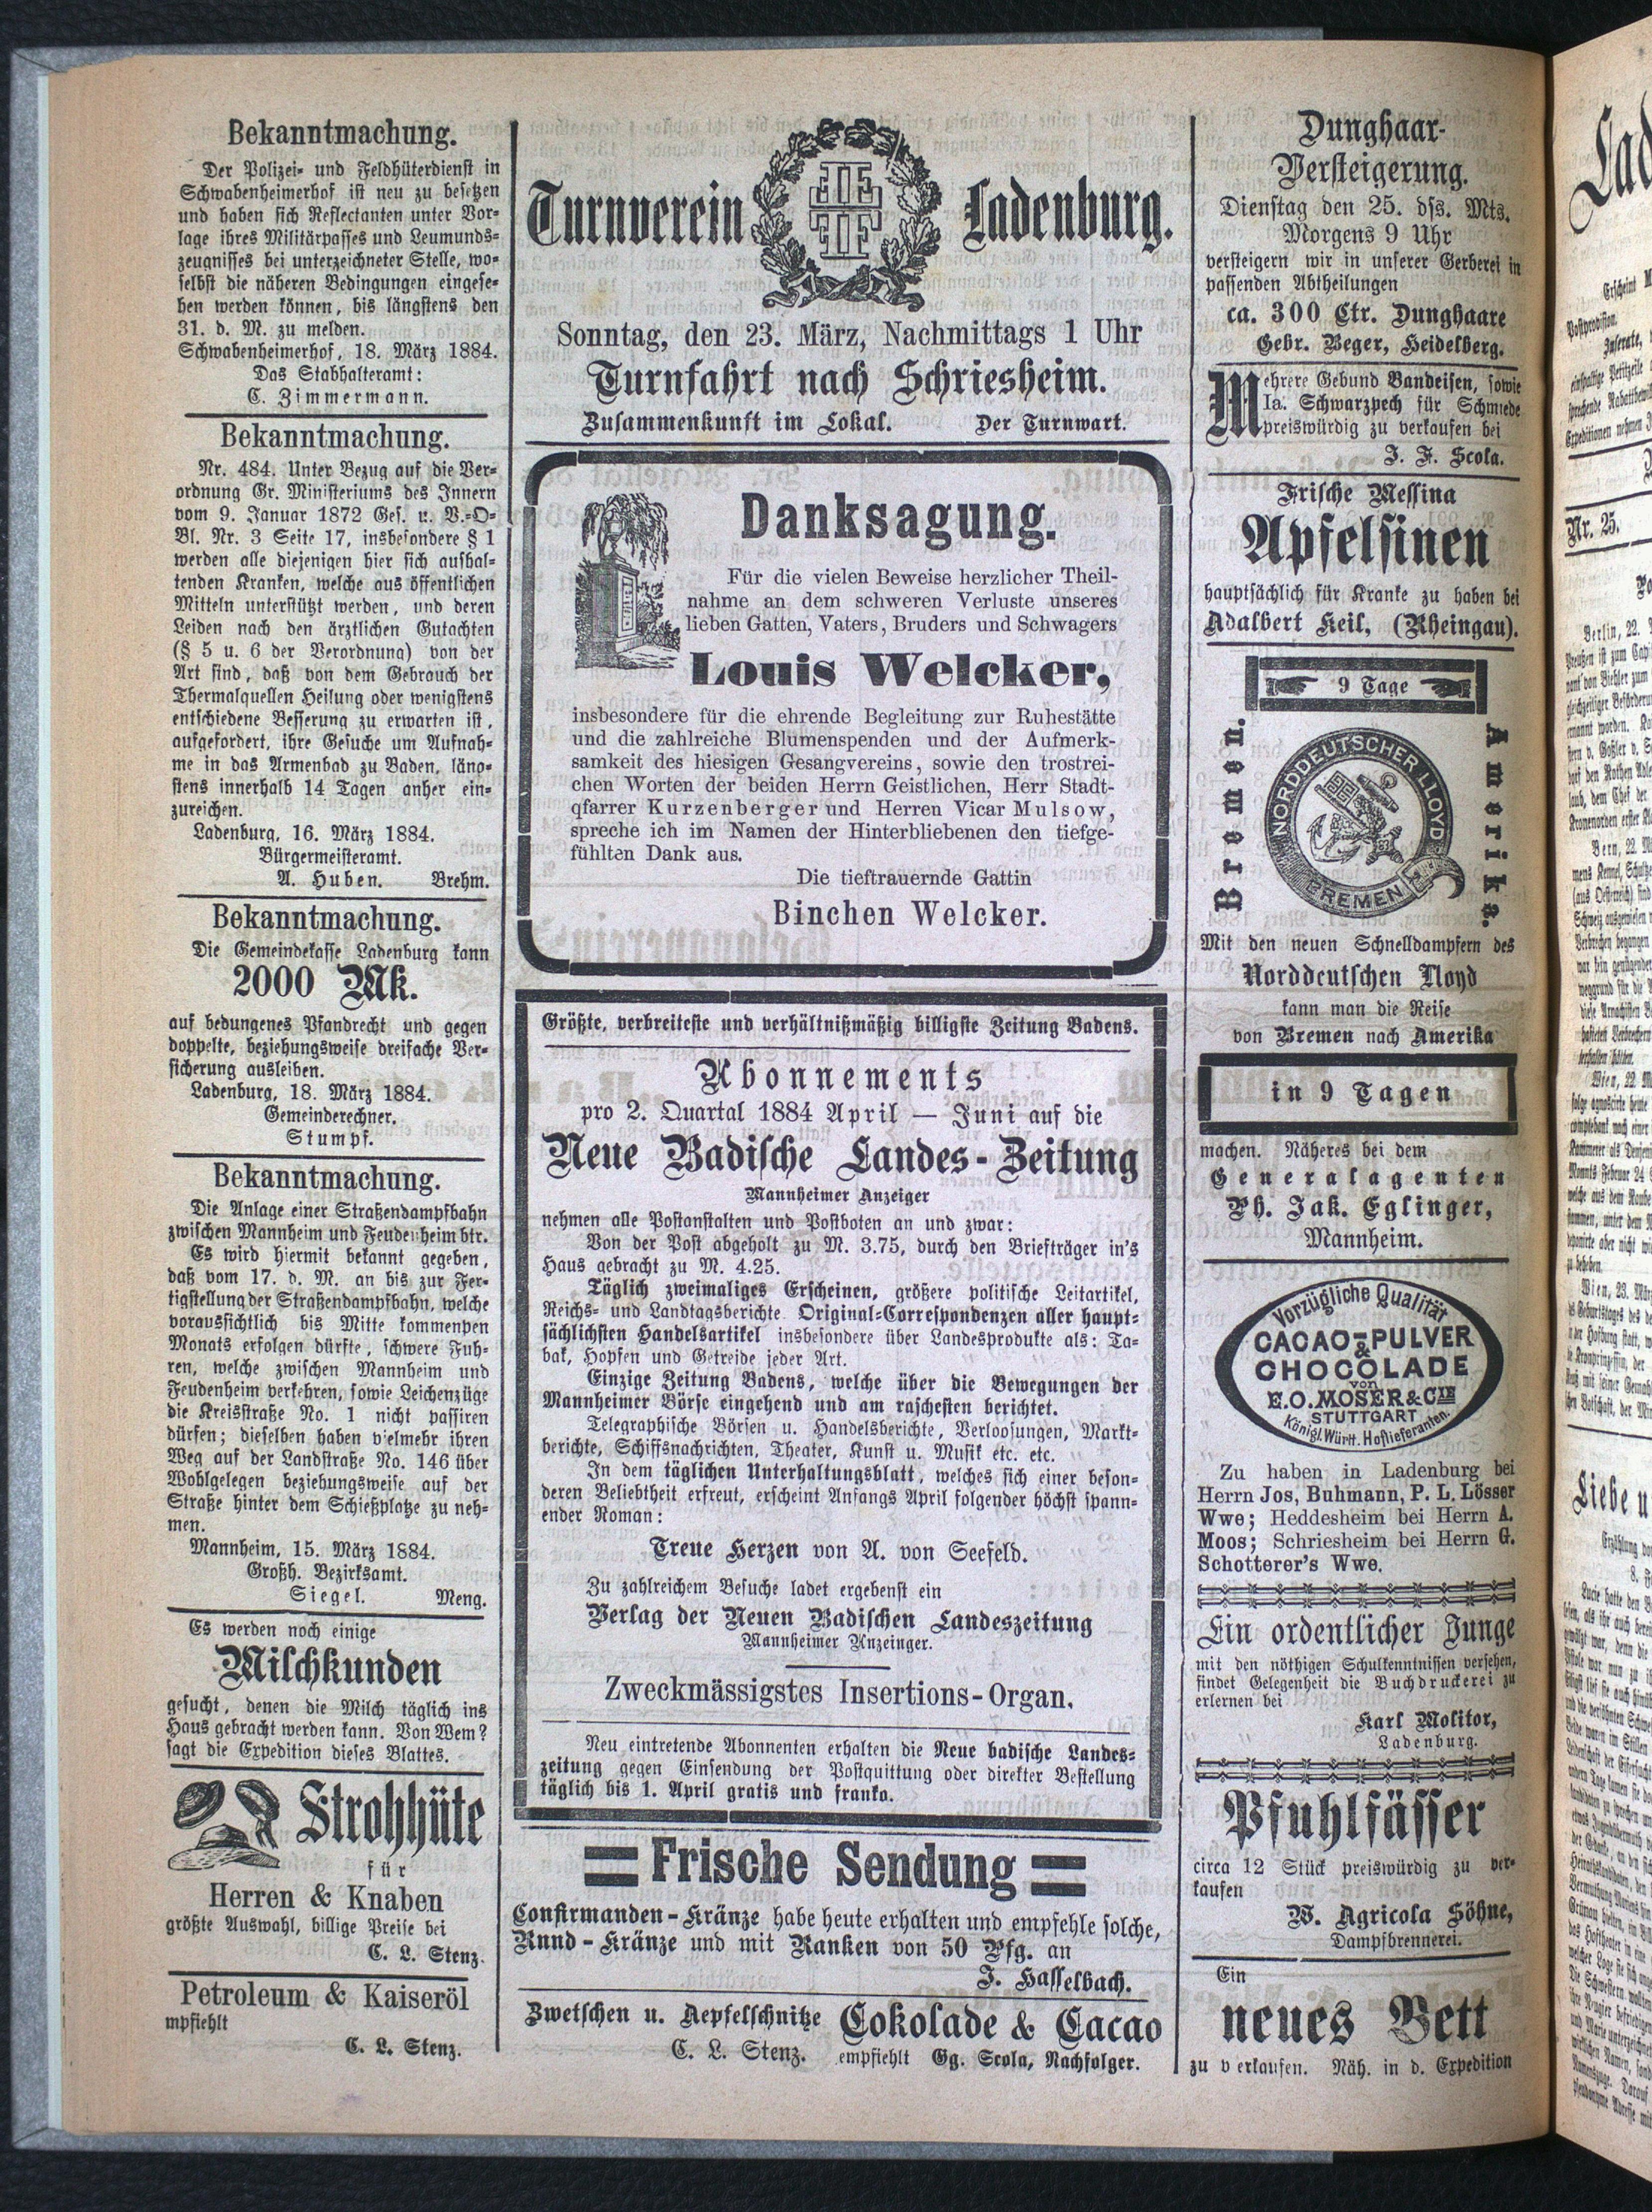 Bekanntmachung.
Der Polizei- und Feldhüterdienst in
Schwabenheimerhof ist neu zu besetzen
und haben sich Reflectanten unter Vor-
lage ihres Militärpasses und Leumunds-
zeugnisses bei unterzeichneter Stelle, wo-
selbst die näheren Bedingungen eingese-
hen werden können, bis längstens den
31. d. M. zu melden.
Schwabenheimerhof, 18. März 1884.
Das Stabhalteramt:
C. Zimmermann.
Bekanntmachung.
Nr. 484. Unter Bezug auf die Ver-
ordnung Gr. Ministeriums des Innern
vom 9. Januar 1872 Ges. u. V.-O-
Bl. Nr. 3 Seite 17, insbesondere § 1
werden alle diejenigen hier sich aufhal-
tenden Kranken, welche aus öffentlichen
Mitteln unterstützt werden, und deren
Leiden nach den ärztlichen Gutachten
(§ 5 u. 6 der Verordnung) von der
Art sind, daß von dem Gebrauch der
Thermalquellen Heilung oder wenigstens
entschiedene Besserung zu erwarten ist,
aufgefordert, ihre Gesuche um Aufnah-
me in das Armenbad zu Baden, läng-
stens innerhalb 14 Tagen anher ein-
zureichen.
Ladenburg, 16. März 1884.
Bürgermeisteramt.
A. Huben. Brehm.
Bekanntmachung.
Die Gemeindekasse Ladenburg kann
2000 Mk.
auf bedungenes Pfandrecht und gegen
doppelte, beziehungsweise dreifache Ver-
sicherung ausleihen.
Ladenburg, 18. März 1884.
Gemeinderechner.
Stumpf.
Bekanntmachung.
Die Anlage einer Straßendampfbahn
zwischen Mannheim und Feudenheim btr.
Es wird hiermit bekannt gegeben,
daß vom 17. d. M. an bis zur Fer-
tigstellung der Straßendampfbahn, welche
voraussichtlich bis Mitte kommenden
Monats erfolgen dürfte, schwere Fuh-
ren, welche zwischen Mannheim und
Feudenheim verkehren, sowie Leichenzüge
die Kreisstraße No. 1 nicht passiren
dürfen; dieselben haben vielmehr ihren
Weg auf der Landstraße No. 146 über
Wohlgelegen beziehungsweise auf der
Straße hinter dem Schießplatze zu neh-
men.
Mannheim, 15. März 1884.
Großh. Bezirksamt.
Siegel. Meng.
Es werden noch einige
Milchkunden
gesucht, denen die Milch täglich ins
Haus gebracht werden kann. Von Wem?
sagt die Expedition dieses Blattes.
Strohhüte
für
Herren & Knaben
größte Auswahl, billige Preise bei
C. L. Stenz.
Petroleum & Kaiseröl
mpfiehlt
C. L. Stenz.
Turnverein Ladenburg.
Sonntag, den 23. März, Nachmittags 1 Uhr
Turnfahrt nach Schriesheim.
Zusammenkunft im Lokal. Der Turnwart.
Danksagung.
Für die vielen Beweise herzlicher Theil-
nahme an dem schweren Verluste unseres
lieben Gatten, Vaters, Bruders und Schwagers
Louis Welcker,
insbesondere für die ehrende Begleitung zur Ruhestätte
und die zahlreiche Blumenspenden und der Aufmerk-
samkeit des hiesigen Gesangvereins, sowie den trostrei-
chen Worten der beiden Herrn Geistlichen, Herr Stadt-
qfarrer Kurzenberger und Herren Vicar Mulsow,
spreche ich im Namen der Hinterbliebenen den tiefge-
fühlten Dank aus.
Die tieftrauernde Gattin
Binchen Welcker.
Größte, verbreiteste und verhältnißmäßig billigste Zeitung Badens.
Abonnements
pro 2. Quartal 1884 April — Juni auf die
Neue Badische Landes-Zeitung
Mannheimer Anzeiger
nehmen alle Postanstalten und Postboten an und zwar:
Von der Post abgeholt zu M. 3.75, durch den Briefträger in's
Haus gebracht zu M. 4.25.
Täglich zweimaliges Erscheinen, größere politische Leitartikel,
Reichs- und Landtagsberichte. Original-Correspondenzen aller haupt-
sächlichsten Handelsartikel insbesondere über Landesprodukte als: Ta-
bak, Hopfen und Getreide jeder Art.
Einzige Zeitung Badens, welche über die Bewegungen der
Mannheimer Börse eingehend und am raschesten berichtet.
Telegraphische Börsen u. Handelsberichte, Verloosungen, Markt-
berichte, Schiffsnachrichten, Theater, Kunst u. Musik etc. etc.
In dem täglichen Unterhaltungsblatt, welches sich einer beson-
deren Beliebtheit erfreut, erscheint Anfangs April folgender höchst spann-
ender Roman:
Treue Herzen von A. von Seefeld.
Zu zahlreichem Besuche ladet ergebenst ein
Verlag der Neuen Badischen Landeszeitung
Mannheimer Anzeinger.
Zweckmässigstes Insertions-Organ.
Neu eintretende Abonnenten erhalten die Neue badische Landes-
zeitung gegen Einsendung der Postquittung oder direkter Bestellung
täglich bis 1. April gratis und franko.
Frische Sendung
Confirmanden-Kränze habe heute erhalten und empfehle solche,
Rund-Kränze und mit Ranken von 50 Pfg. an
J. Hasselbach.
Zwetschen u. Aepfelschnitze
C. L. Stenz.
Cokolade & Cacao
empfiehlt Gg. Scola, Nachfolger.
Dunghaar-
Versteigerung.
Dienstag den 25. dss. Mts.
Morgens 9 Uhr
versteigern wir in unserer Gerberei in
passenden Abtheilungen
ca. 300 Ctr. Dunghaare
Gebr. Beger, Heidelberg.
Mehrere Gebund Bandeisen, sowie
Ia. Schwarzpech für Schmiede
preiswürdig zu verkaufen bei
J. F. Scola.
Frische Messina
Apfelsinen
hauptsächlich für Kranke zu haben bei
Adalbert Keil, (Rheingau).
9 Tage
Bremen.
NORDDEUTSCHER LLOYD
BREMEN
Amerika.
Mit den neuen Schnelldampfern des
Norddeutschen Lloyd
kann man die Reise
von Bremen nach Amerika
in 9 Tagen
machen. Näheres bei dem
Generalagenten
Ph. Jak. Eglinger,
Mannheim.
Vorzügliche Qualität
CACAO-PULVER
&
CHOCOLADE
von
E.O. MOSER & CIE
STUTTGART
Königl. Württ. Hoflieferanten.
Zu haben in Ladenburg bei
Herrn Jos, Buhmann, P. L. Lösser
Wwe; Heddesheim bei Herrn A.
Moos; Schriesheim bei Herrn G.
Schotterer's Wwe.
Ein ordentlicher Junge
mit den nöthigen Schulkenntnissen versehen,
findet Gelegenheit die Buchdruckerei zu
erlernen bei
Karl Molitor,
Ladenburg.
Pfuhlfässer
circa 12 Stück preiswürdig zu ver-
kaufen
W. Agricola Söhne,
Dampfbrennerei.
Ein
neues Bett
zu verkaufen. Näh. in d. Expedition
Nr. 25.